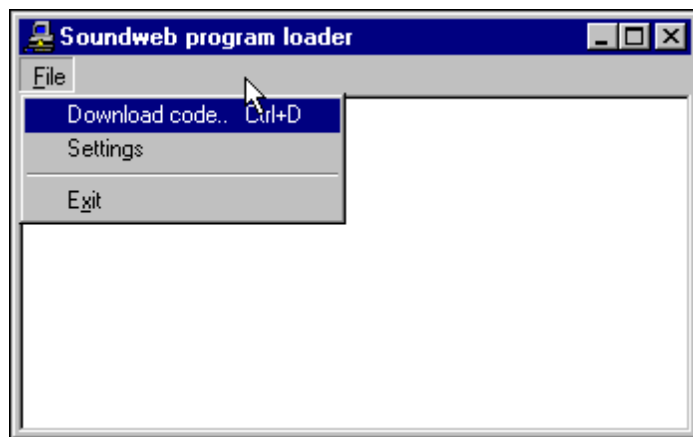 Soundweb program loader
File
Download code.. Ctrl+D
Settings
Exit